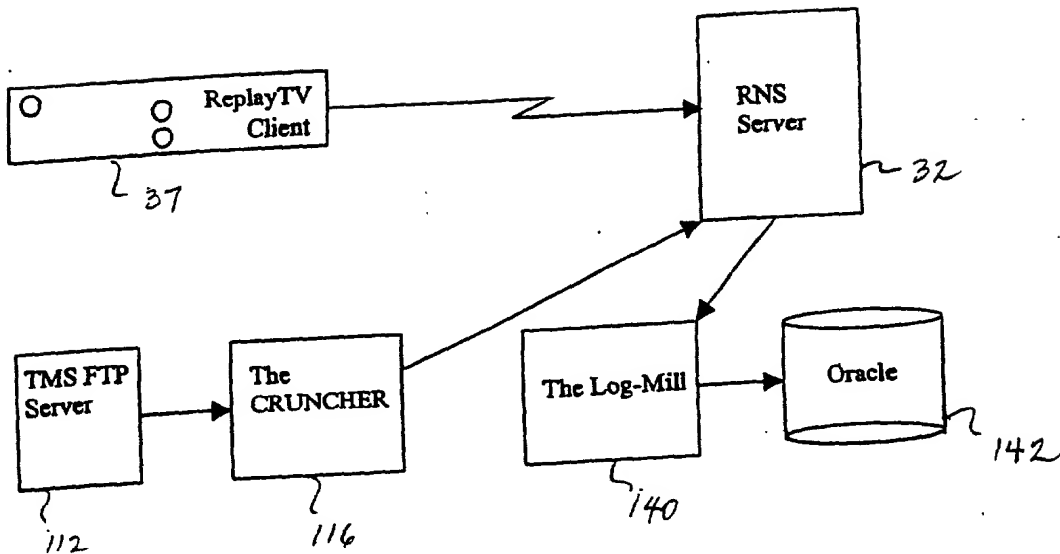 ReplayTV
Client
37
RNS
Server
32
TMS FTP
Server
112
The
CRUNCHER
116
The Log-Mill
140
Oracle
142